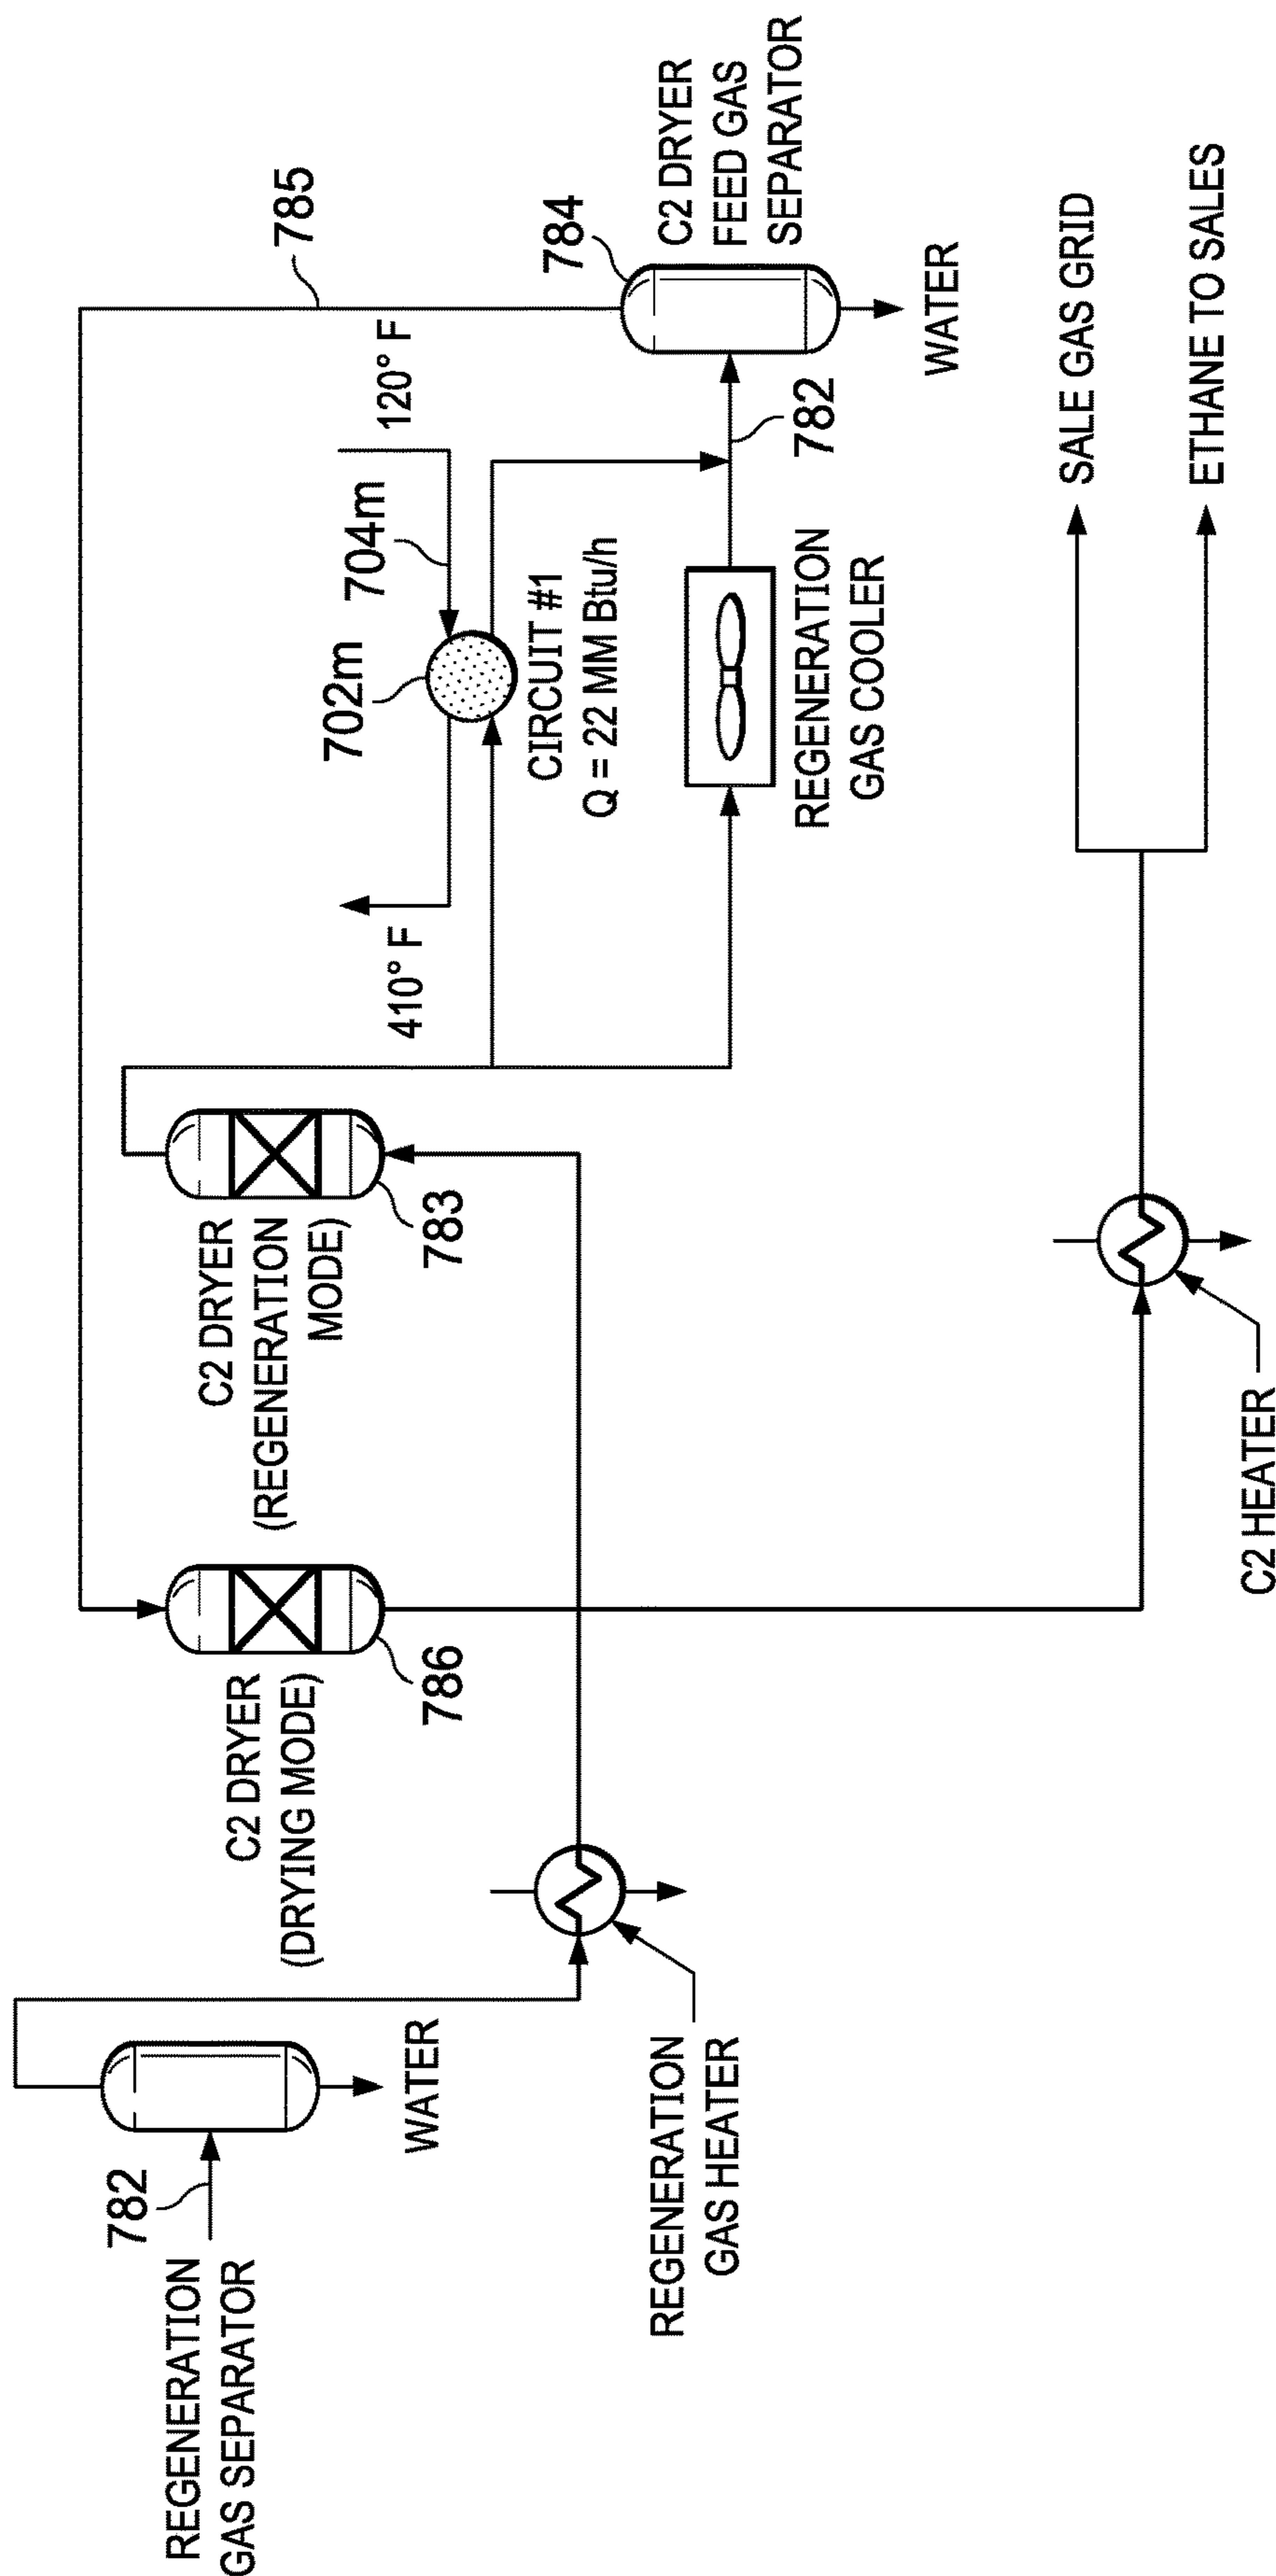 785
784
C2 DRYER
FEED GAS
SEPARATOR
WATER
120° F
704m
702m
410° F
CIRCUIT #1
Q = 22 MM Btu/h
782
REGENERATION
GAS COOLER
C2 DRYER
(REGENERATION
MODE)
783
C2 DRYER
(DRYING MODE)
786
782
REGENERATION
GAS SEPARATOR
WATER
REGENERATION
GAS HEATER
C2 HEATER
SALE GAS GRID
ETHANE TO SALES